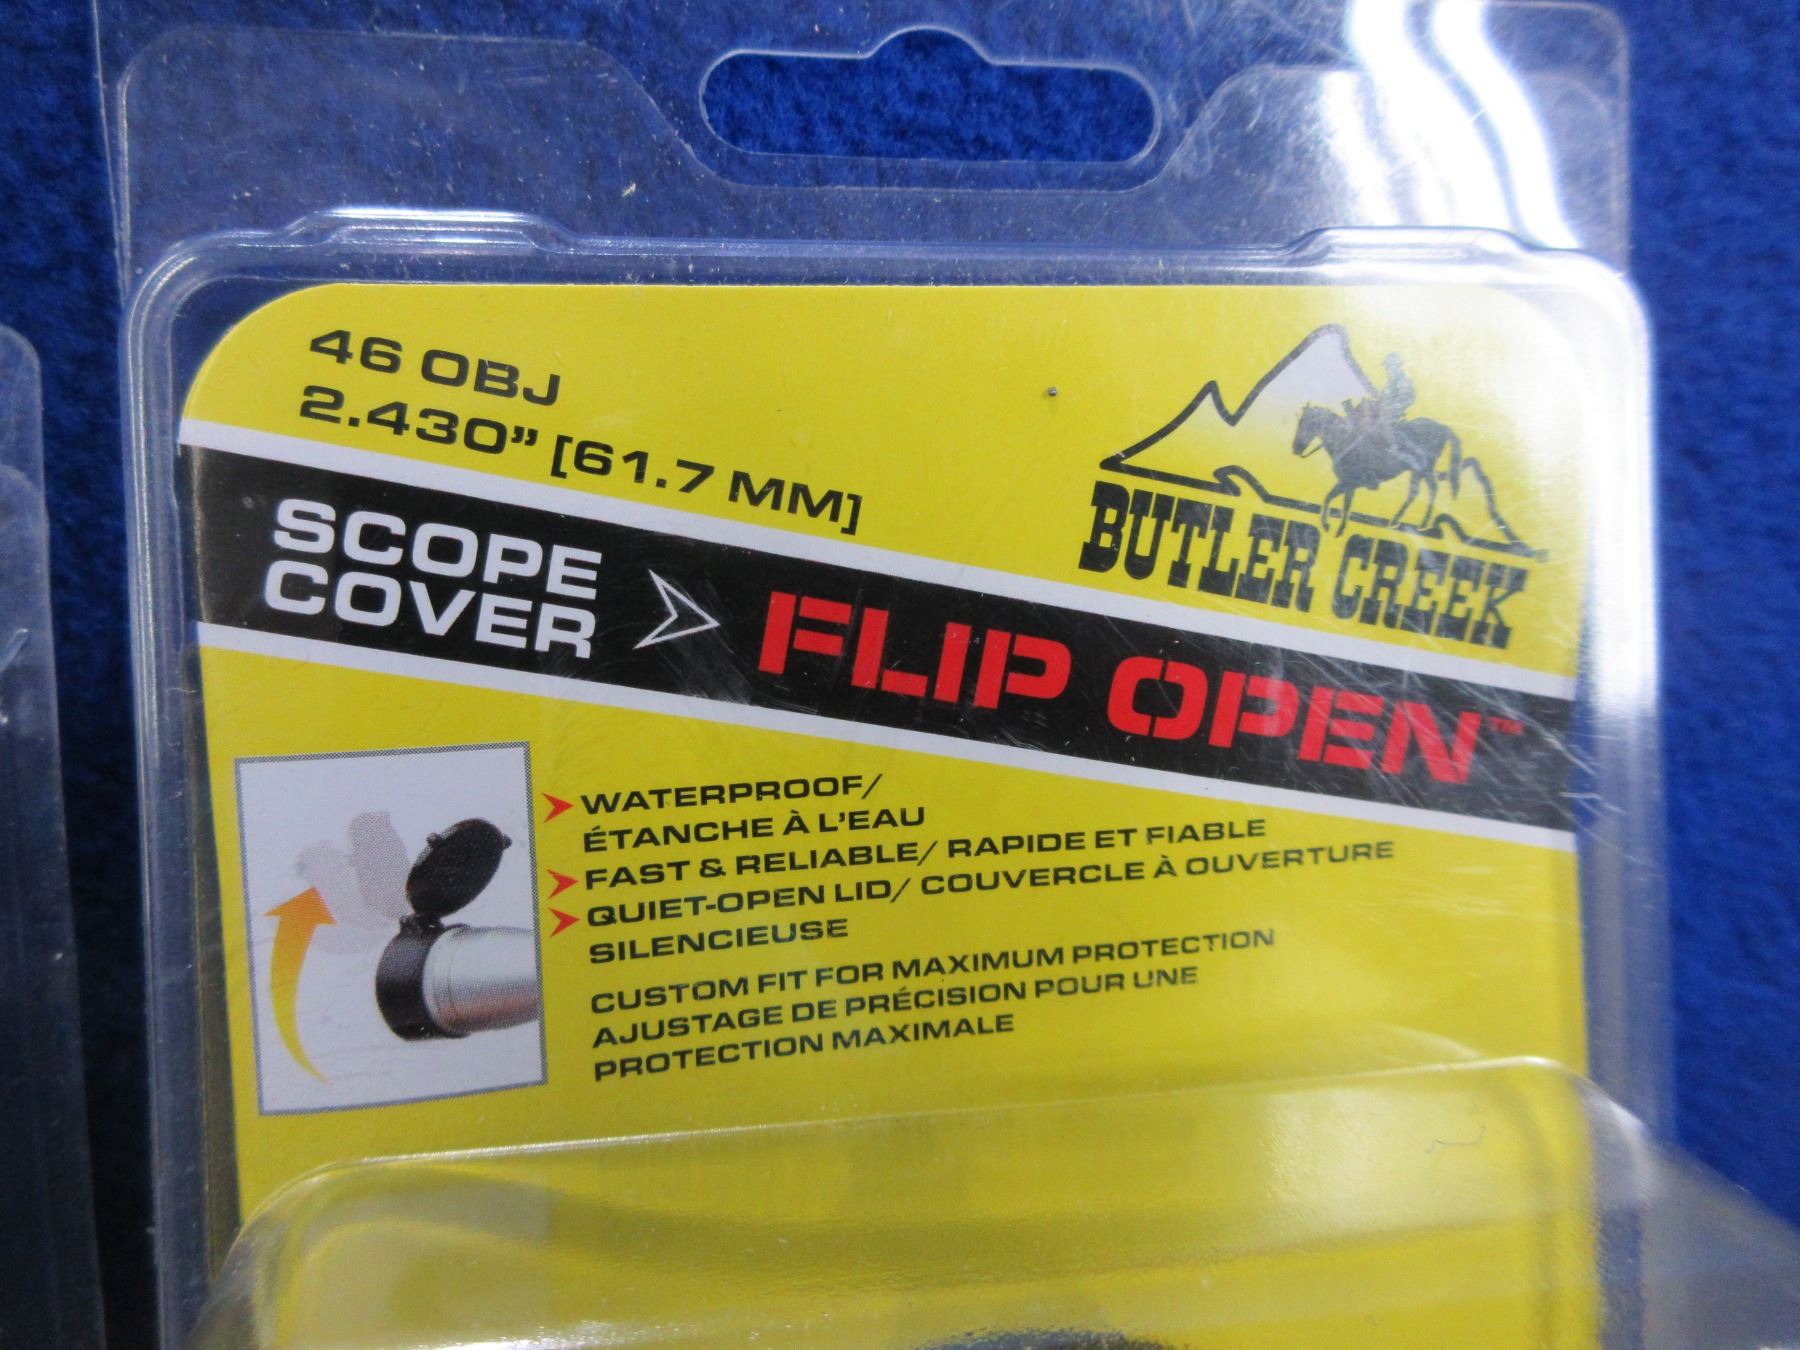 46 OBJ
2.430” [61.7 MM]
BUTLER CREEK
SCOPE
COVER
FLIP OPEN™
WATERPROOF/
ÉTANCHE À L'EAU
FAST & RELIABLE/ RAPIDE ET FIABLE
QUIET-OPEN LID/ COUVERCLE À OUVERTURE
SILENCIEUSE
CUSTOM FIT FOR MAXIMUM PROTECTION
AJUSTAGE DE PRÉCISION POUR UNE
PROTECTION MAXIMALE